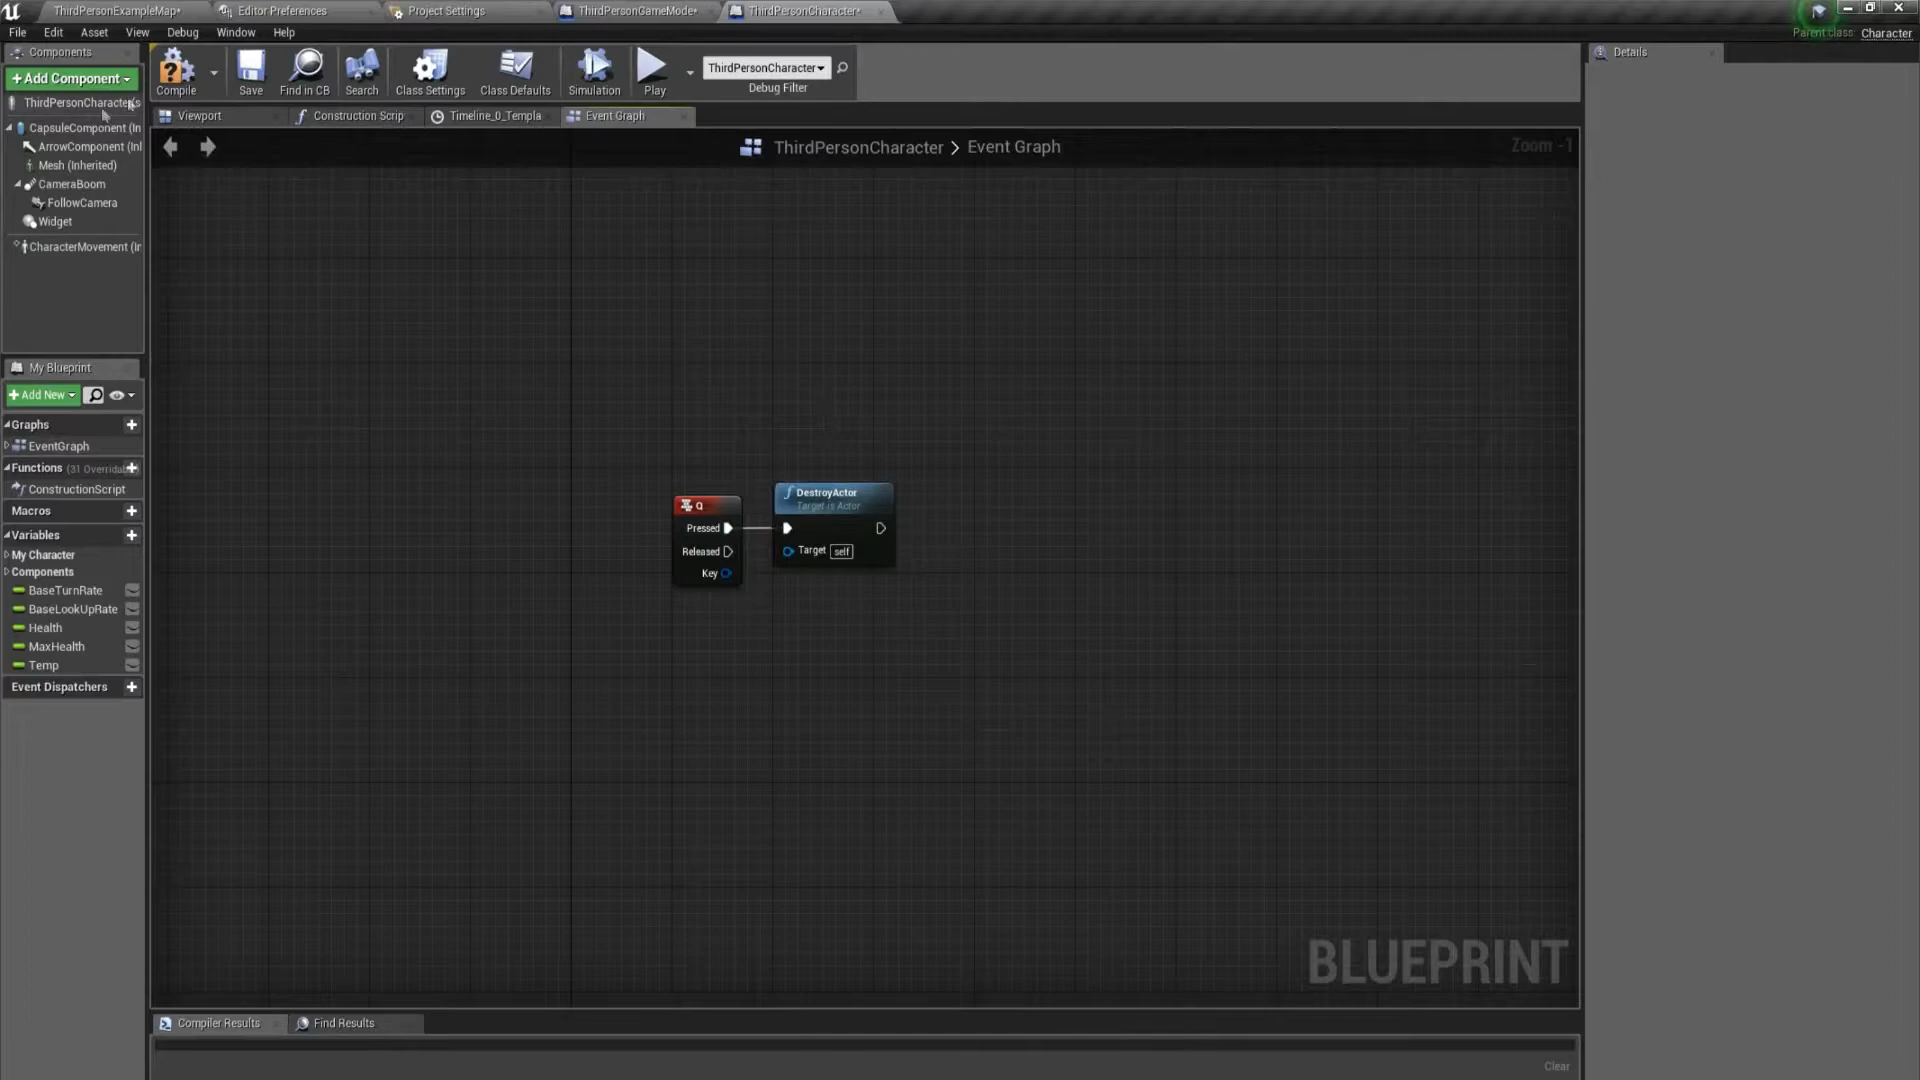 ThirdPersonExampleMap*
Editor Preferences
Project Settings
ThirdPersonGameMode*
ThirdPersonCharacter*
File Edit Asset View Debug Window Help
Parent class: Character
Components
+Add Component
ThirdPersonCharacter(s
CapsuleComponent (In
ArrowComponent (Inl
Mesh (Inherited)
CameraBoom
FollowCamera
Widget
CharacterMovement (Ir
Compile
Save
Find in CB
Search
Class Settings
Class Defaults
Simulation
Play
ThirdPersonCharacter
Debug Filter
Details
Viewport
Construction Scrip
Timeline_0_Templa
Event Graph
ThirdPersonCharacter > Event Graph
Zoom -1
My Blueprint
+Add New
Graphs
EventGraph
Functions (31 Overridab
ConstructionScript
Macros
Variables
My Character
Components
BaseTurnRate
BaseLookUpRate
Health
MaxHealth
Temp
Event Dispatchers
Q
Pressed
Released
Key
DestroyActor
Target is Actor
Target self
BLUEPRINT
Compiler Results
Find Results
Clear